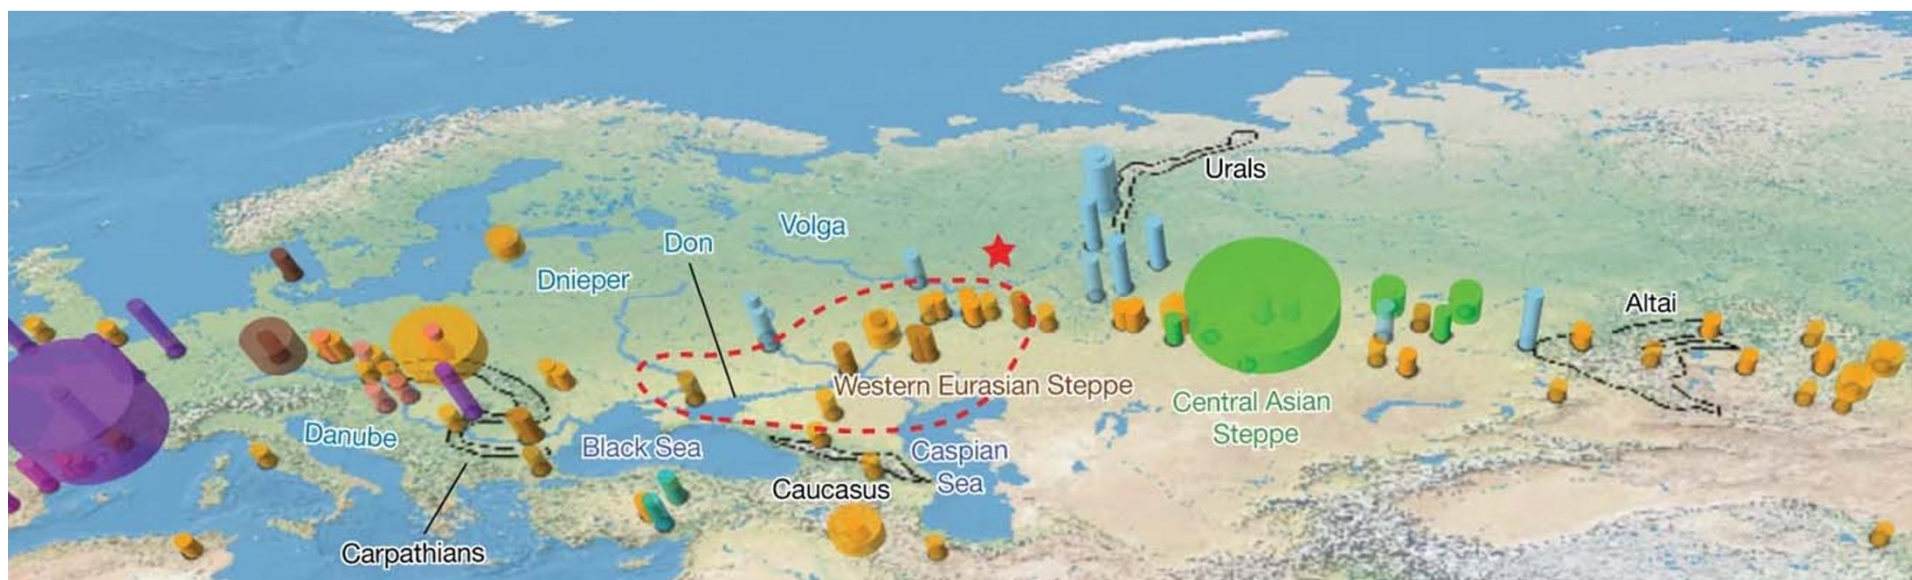 Urals
Volga
Don
Dnieper
Altai
Western Eurasian Steppe
Central Asian
Steppe
Danube
Black Sea
Caspian
Sea
Caucasus
Carpathians